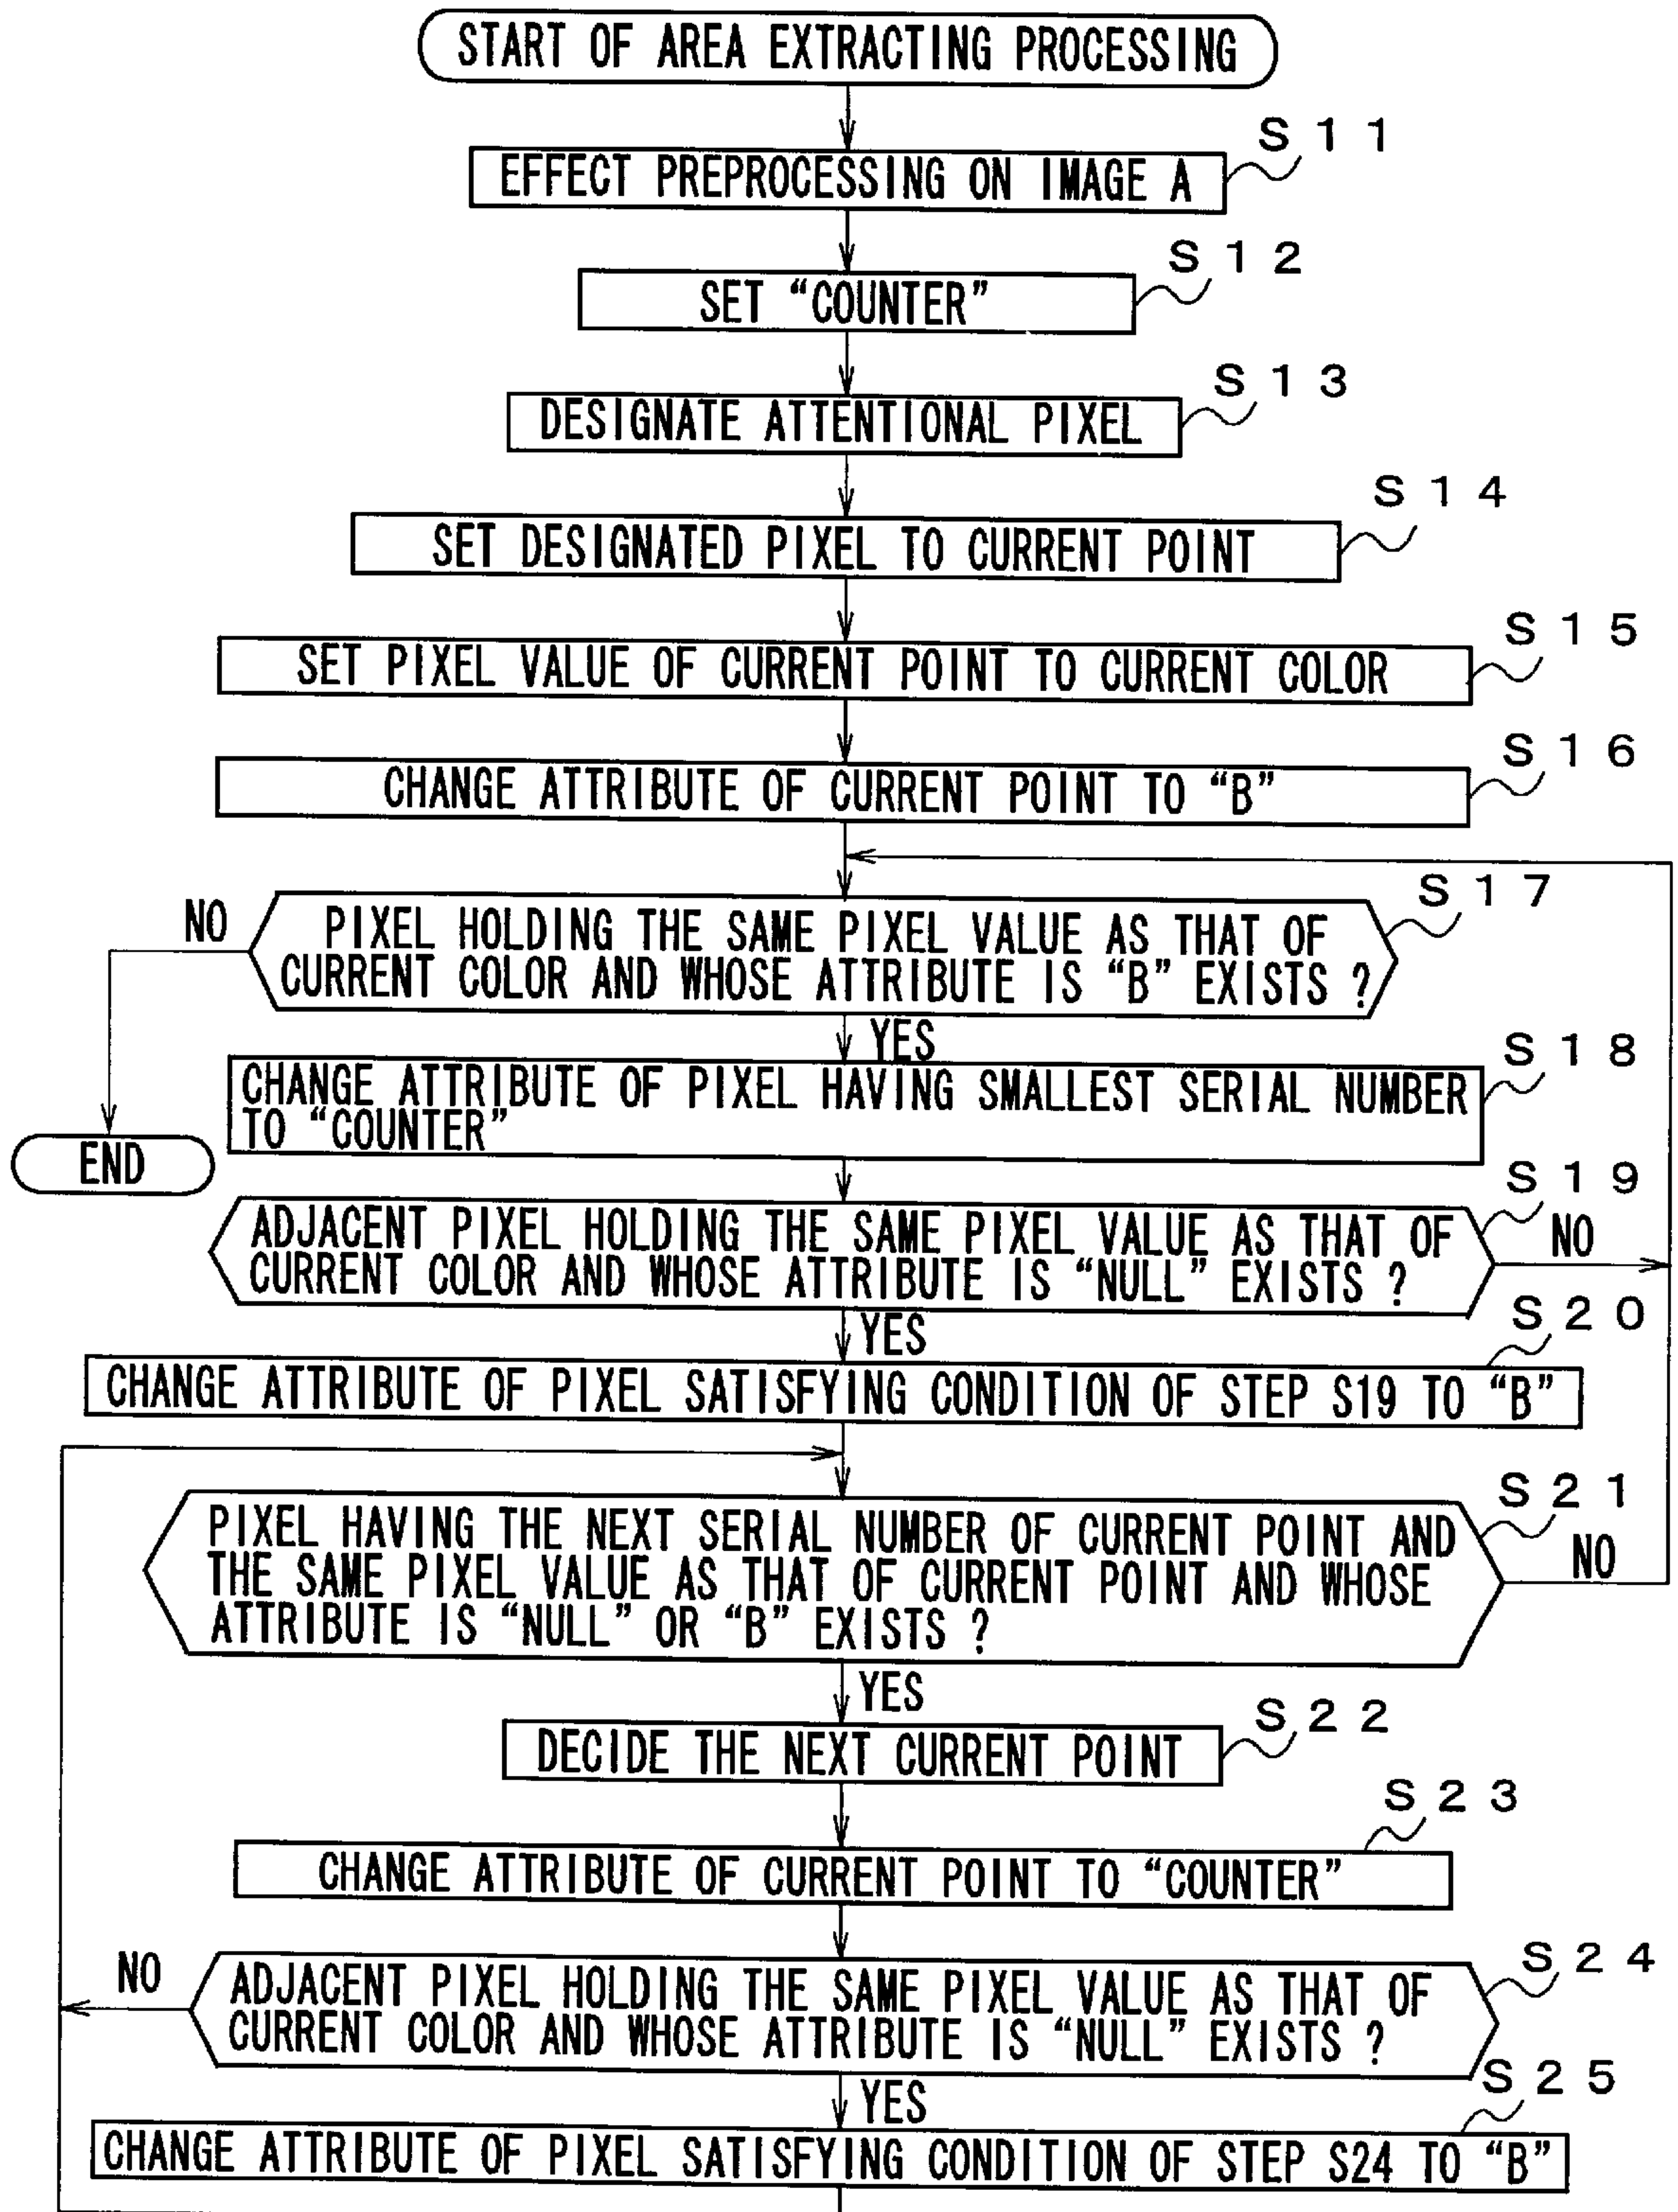 START OF AREA EXTRACTING PROCESSING
S11
EFFECT PREPROCESSING ON IMAGE A
S12
SET “COUNTER”
S13
DESIGNATE ATTENTIONAL PIXEL
S14
SET DESIGNATED PIXEL TO CURRENT POINT
S15
SET PIXEL VALUE OF CURRENT POINT TO CURRENT COLOR
S16
CHANGE ATTRIBUTE OF CURRENT POINT TO “B”
S17
NO
PIXEL HOLDING THE SAME PIXEL VALUE AS THAT OF
CURRENT COLOR AND WHOSE ATTRIBUTE IS “B” EXISTS ?
YES
S18
CHANGE ATTRIBUTE OF PIXEL HAVING SMALLEST SERIAL NUMBER
TO “COUNTER”
END
S19
ADJACENT PIXEL HOLDING THE SAME PIXEL VALUE AS THAT OF
CURRENT COLOR AND WHOSE ATTRIBUTE IS “NULL” EXISTS ?
NO
YES
S20
CHANGE ATTRIBUTE OF PIXEL SATISFYING CONDITION OF STEP S19 TO “B”
S21
PIXEL HAVING THE NEXT SERIAL NUMBER OF CURRENT POINT AND
THE SAME PIXEL VALUE AS THAT OF CURRENT POINT AND WHOSE
ATTRIBUTE IS “NULL” OR “B” EXISTS ?
NO
YES
S22
DECIDE THE NEXT CURRENT POINT
S23
CHANGE ATTRIBUTE OF CURRENT POINT TO “COUNTER”
S24
NO
ADJACENT PIXEL HOLDING THE SAME PIXEL VALUE AS THAT OF
CURRENT COLOR AND WHOSE ATTRIBUTE IS “NULL” EXISTS ?
YES
S25
CHANGE ATTRIBUTE OF PIXEL SATISFYING CONDITION OF STEP S24 TO “B”